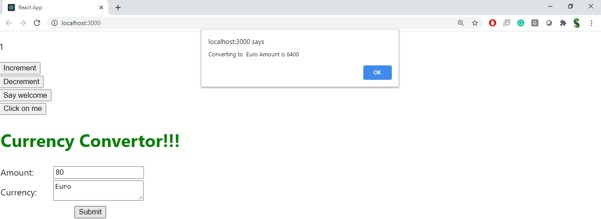 React App
localhost:3000
localhost:3000 says
Converting to Euro Amount is 6400
OK
1
Increment
Decrement
Say welcome
Click on me
Currency Convertor!!!
Amount: 80
Currency: Euro
Submit